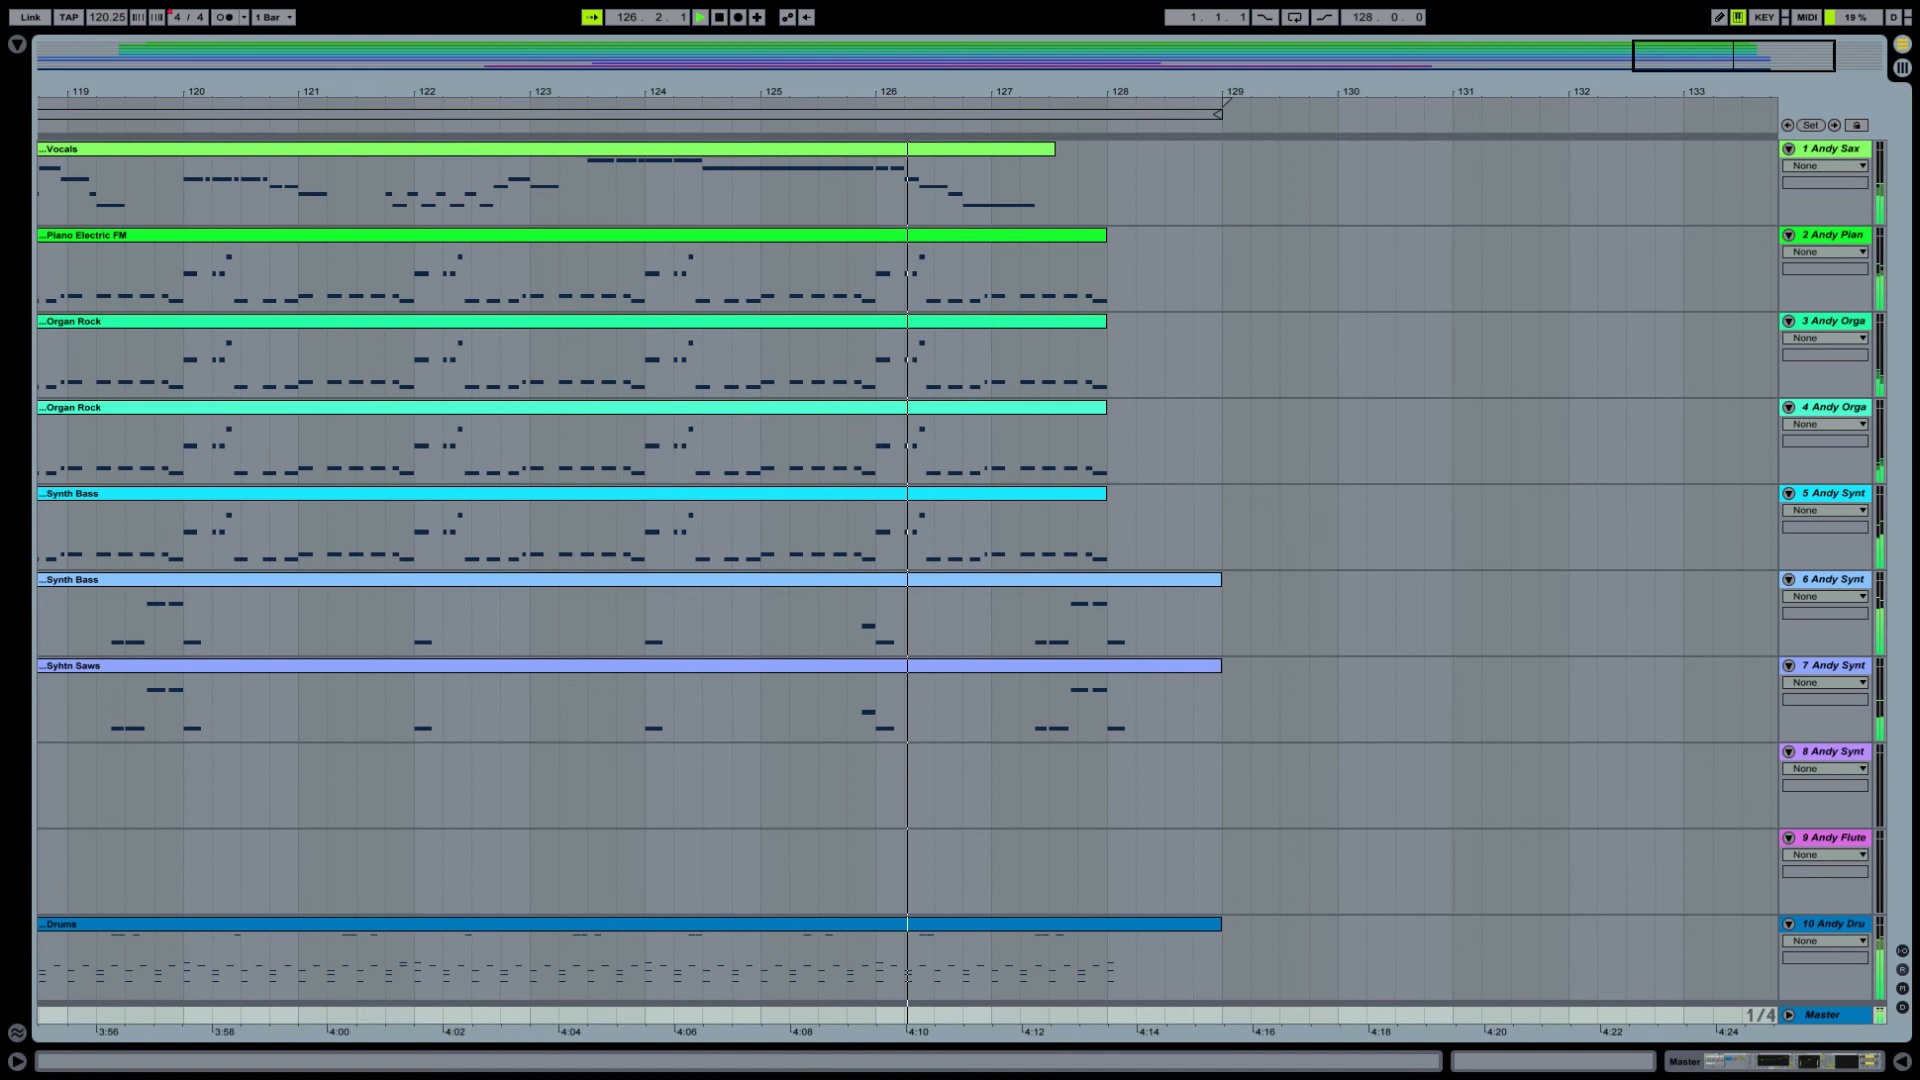 Link TAP 120.25 4 / 4 1 Bar 126. 2. 1 1. 1. 1 128. 0. 0 KEY MIDI 19 % D
119 120 121 122 123 124 125 126 127 128 129 130 131 132 133
Set
...Vocals 1 Andy Sax
None
...Piano Electric FM 2 Andy Pian
None
...Organ Rock 3 Andy Orga
None
...Organ Rock 4 Andy Orga
None
...Synth Bass 5 Andy Synt
None
...Synth Bass 6 Andy Synt
None
...Syhtn Saws 7 Andy Synt
None
8 Andy Synt
None
9 Andy Flute
None
...Drums 10 Andy Dru
None
I·O
R
M
D
1/4 Master
3:56 3:58 4:00 4:02 4:04 4:06 4:08 4:10 4:12 4:14 4:16 4:18 4:20 4:22 4:24
Master